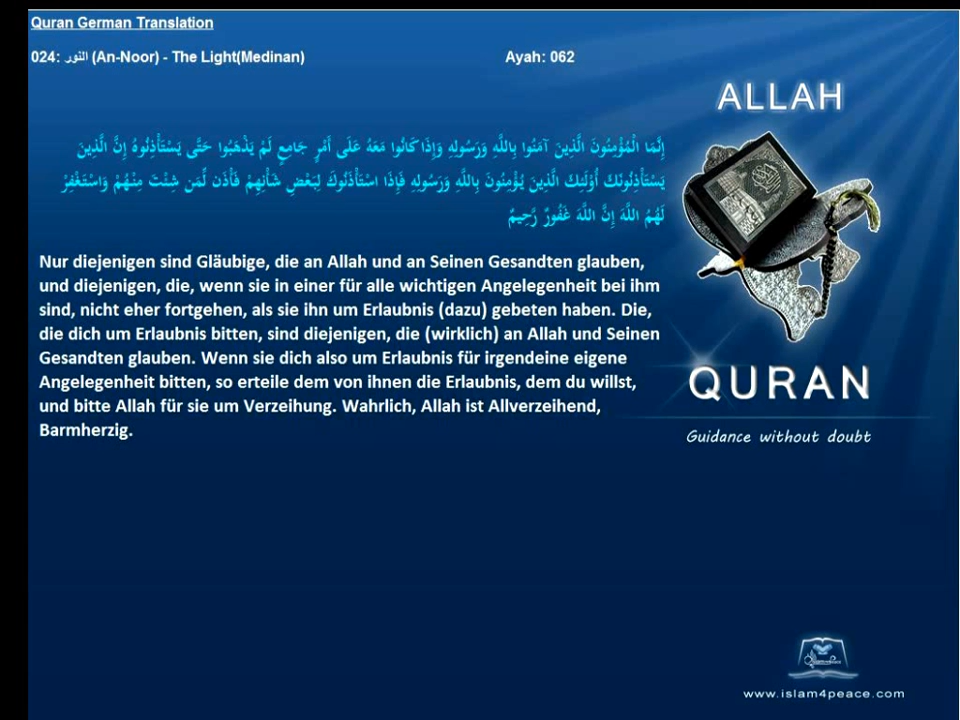 Quran German Translation
024: النور (An-Noor) - The Light(Medinan)
Ayah: 062
إِنَّمَا الْمُؤْمِنُونَ الَّذِينَ آمَنُوا بِاللَّهِ وَرَسُولِهِ وَإِذَا كَانُوا مَعَهُ عَلَى أَمْرٍ جَامِعٍ لَمْ يَذْهَبُوا حَتَّى يَسْتَأْذِنُوهُ إِنَّ الَّذِينَ
يَسْتَأْذِنُونَكَ أُوْلَئِكَ الَّذِينَ يُؤْمِنُونَ بِاللَّهِ وَرَسُولِهِ فَإِذَا اسْتَأْذَنُوكَ لِبَعْضِ شَأْنِهِمْ فَأْذَن لِّمَن شِئْتَ مِنْهُمْ وَاسْتَغْفِرْ
لَهُمُ اللَّهَ إِنَّ اللَّهَ غَفُورٌ رَّحِيمٌ
Nur diejenigen sind Gläubige, die an Allah und an Seinen Gesandten glauben,
und diejenigen, die, wenn sie in einer für alle wichtigen Angelegenheit bei ihm
sind, nicht eher fortgehen, als sie ihn um Erlaubnis (dazu) gebeten haben. Die,
die dich um Erlaubnis bitten, sind diejenigen, die (wirklich) an Allah und Seinen
Gesandten glauben. Wenn sie dich also um Erlaubnis für irgendeine eigene
Angelegenheit bitten, so erteile dem von ihnen die Erlaubnis, dem du willst,
und bitte Allah für sie um Verzeihung. Wahrlich, Allah ist Allverzeihend,
Barmherzig.
ALLAH
QURAN
Guidance without doubt
www.islam4peace.com